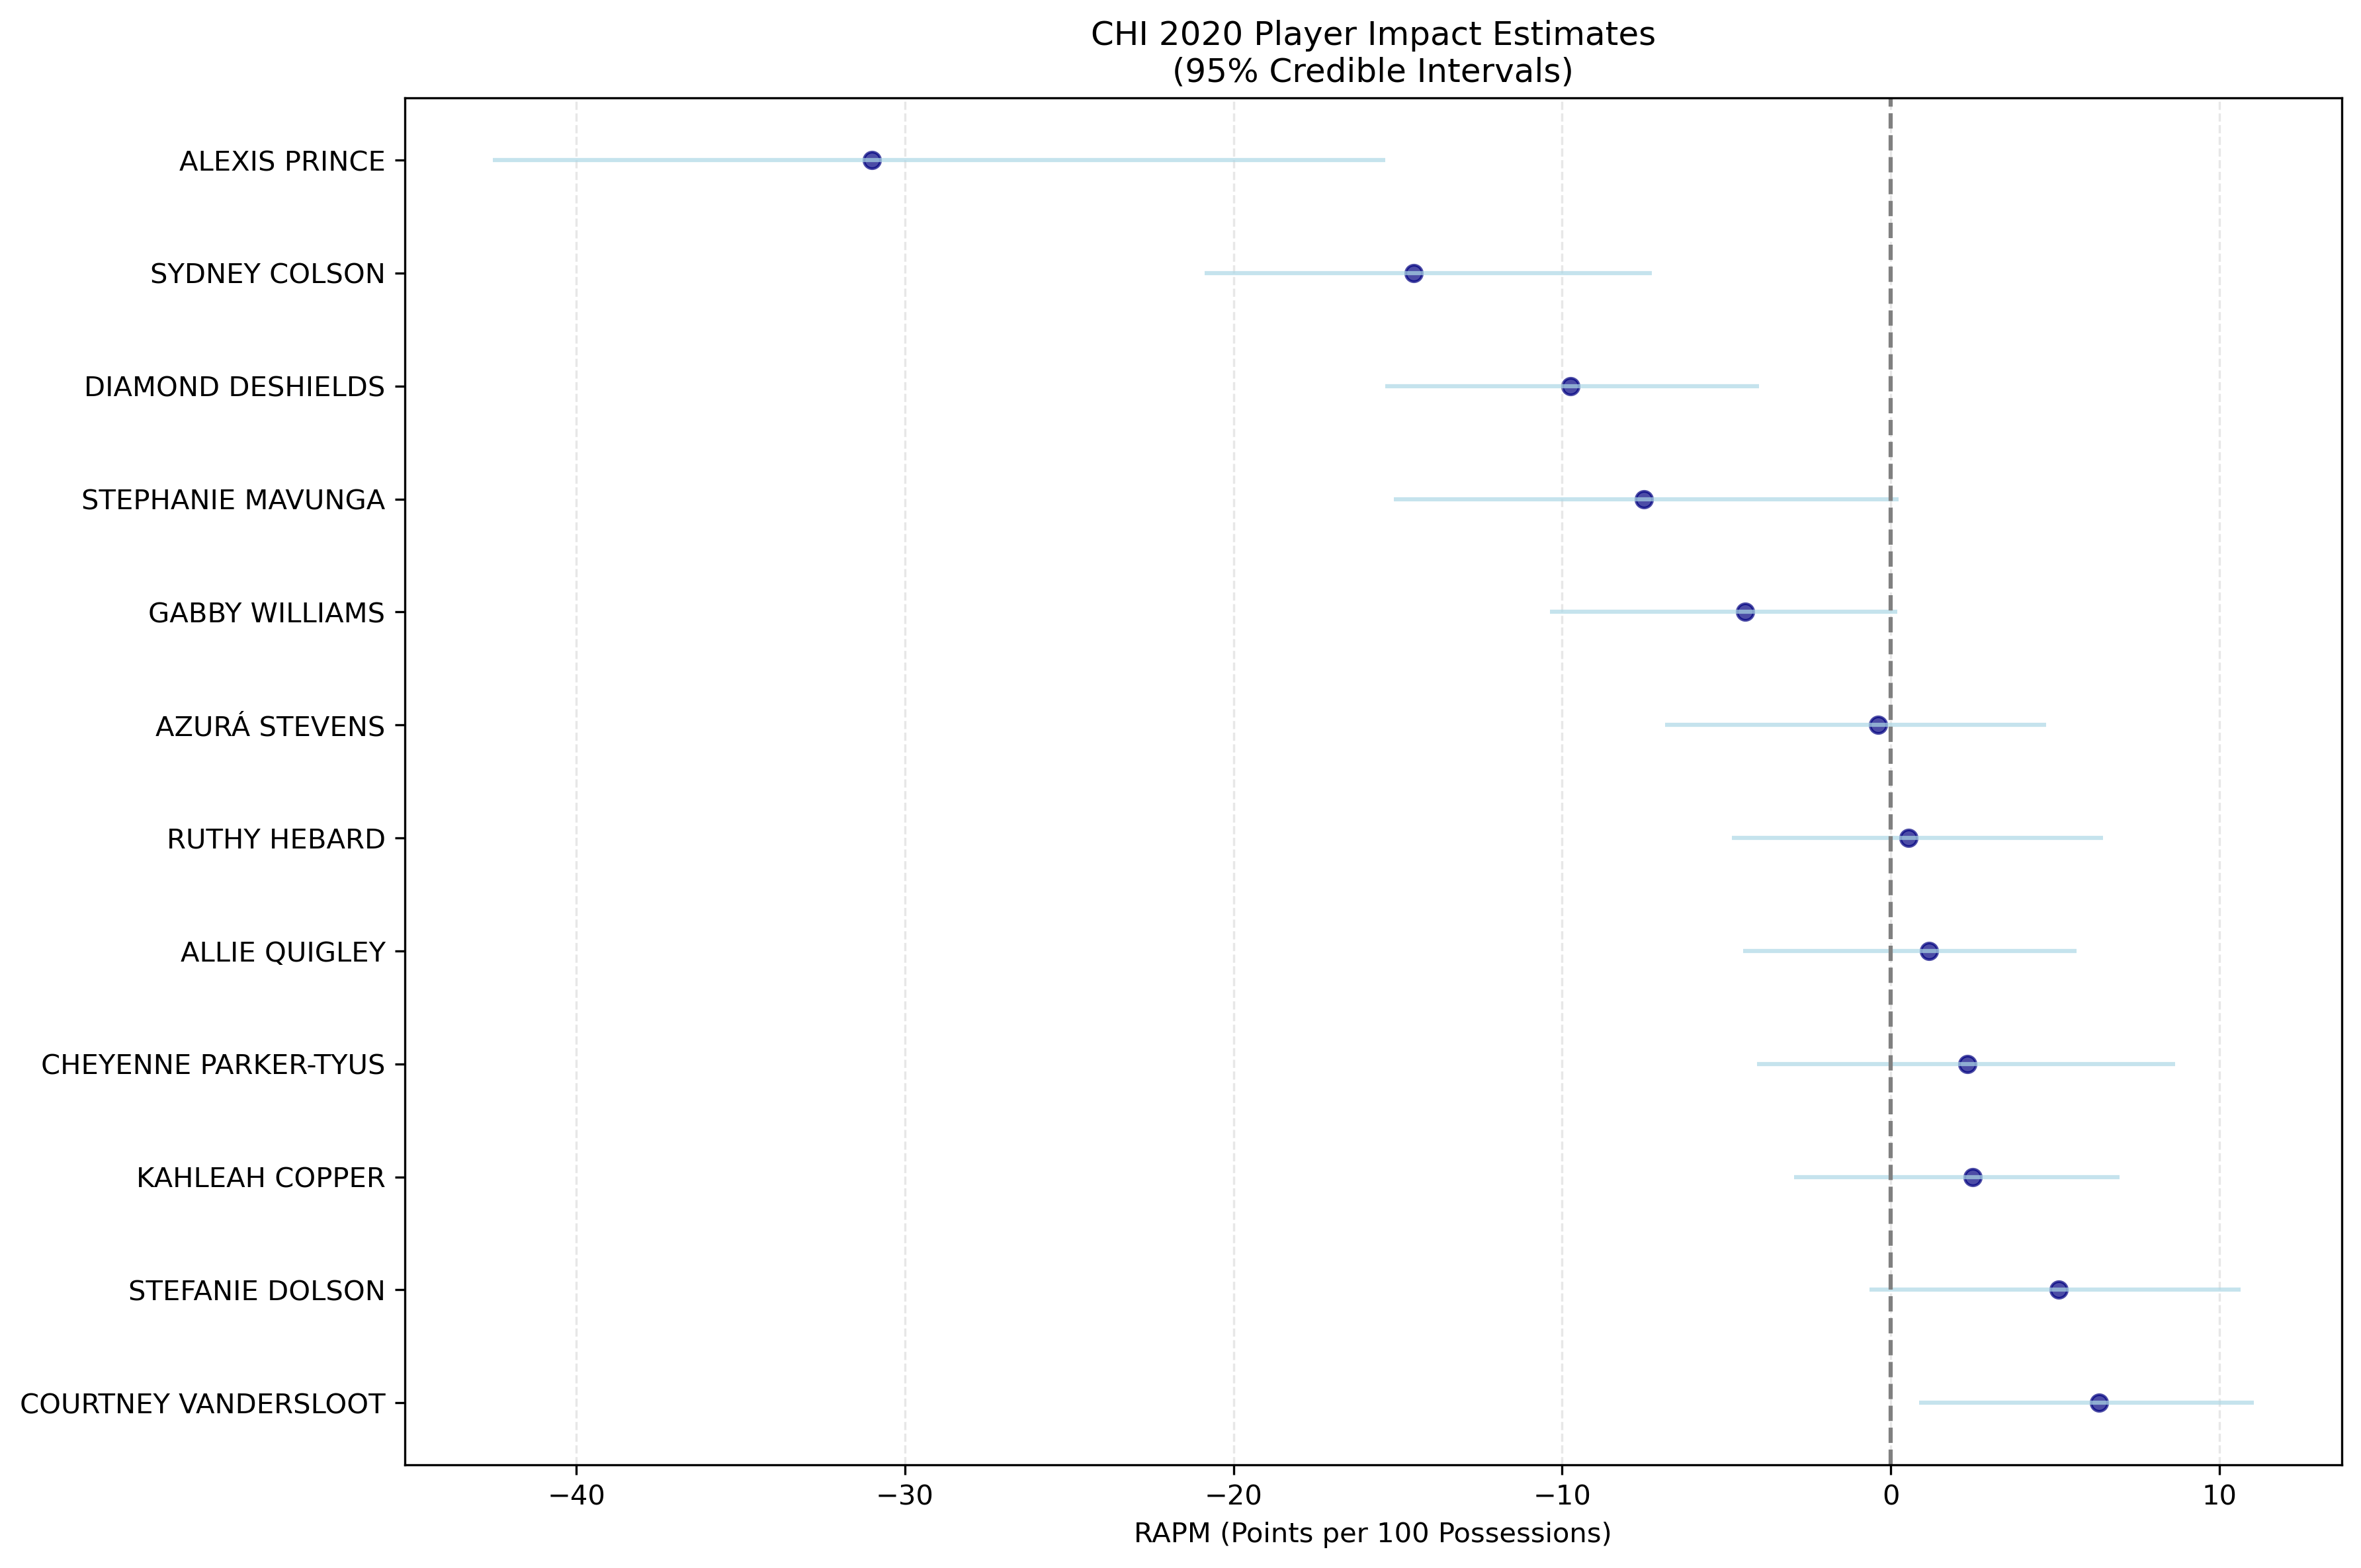 CHI 2020 Player Impact Estimates
(95% Credible Intervals)
ALEXIS PRINCE
SYDNEY COLSON
DIAMOND DESHIELDS
STEPHANIE MAVUNGA
GABBY WILLIAMS
AZURÁ STEVENS
RUTHY HEBARD
ALLIE QUIGLEY
CHEYENNE PARKER-TYUS
KAHLEAH COPPER
STEFANIE DOLSON
COURTNEY VANDERSLOOT
−40 −30 −20 −10 0 10
RAPM (Points per 100 Possessions)